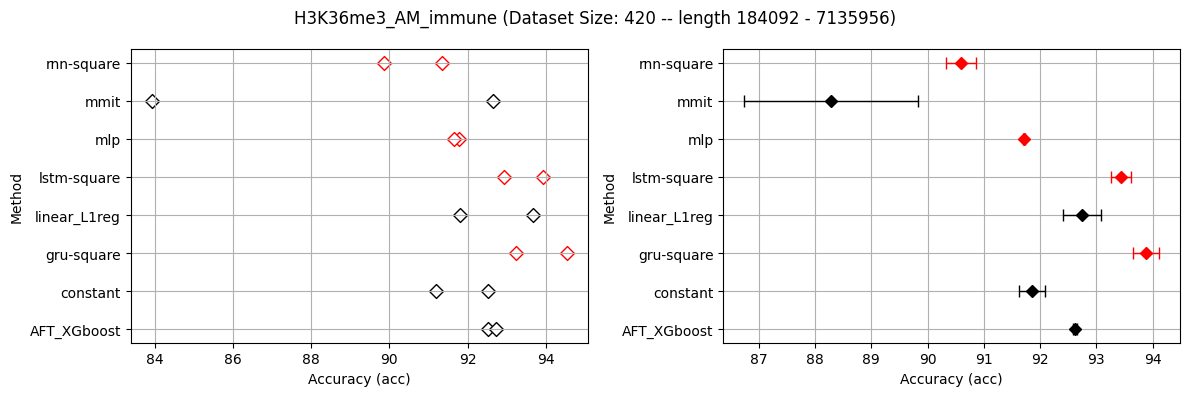 H3K36me3_AM_immune (Dataset Size: 420 -- length 184092 - 7135956)
Method
rnn-square
mmit
mlp
lstm-square
linear_L1reg
gru-square
constant
AFT_XGboost
84 86 88 90 92 94
Accuracy (acc)
Method
rnn-square
mmit
mlp
lstm-square
linear_L1reg
gru-square
constant
AFT_XGboost
87 88 89 90 91 92 93 94
Accuracy (acc)